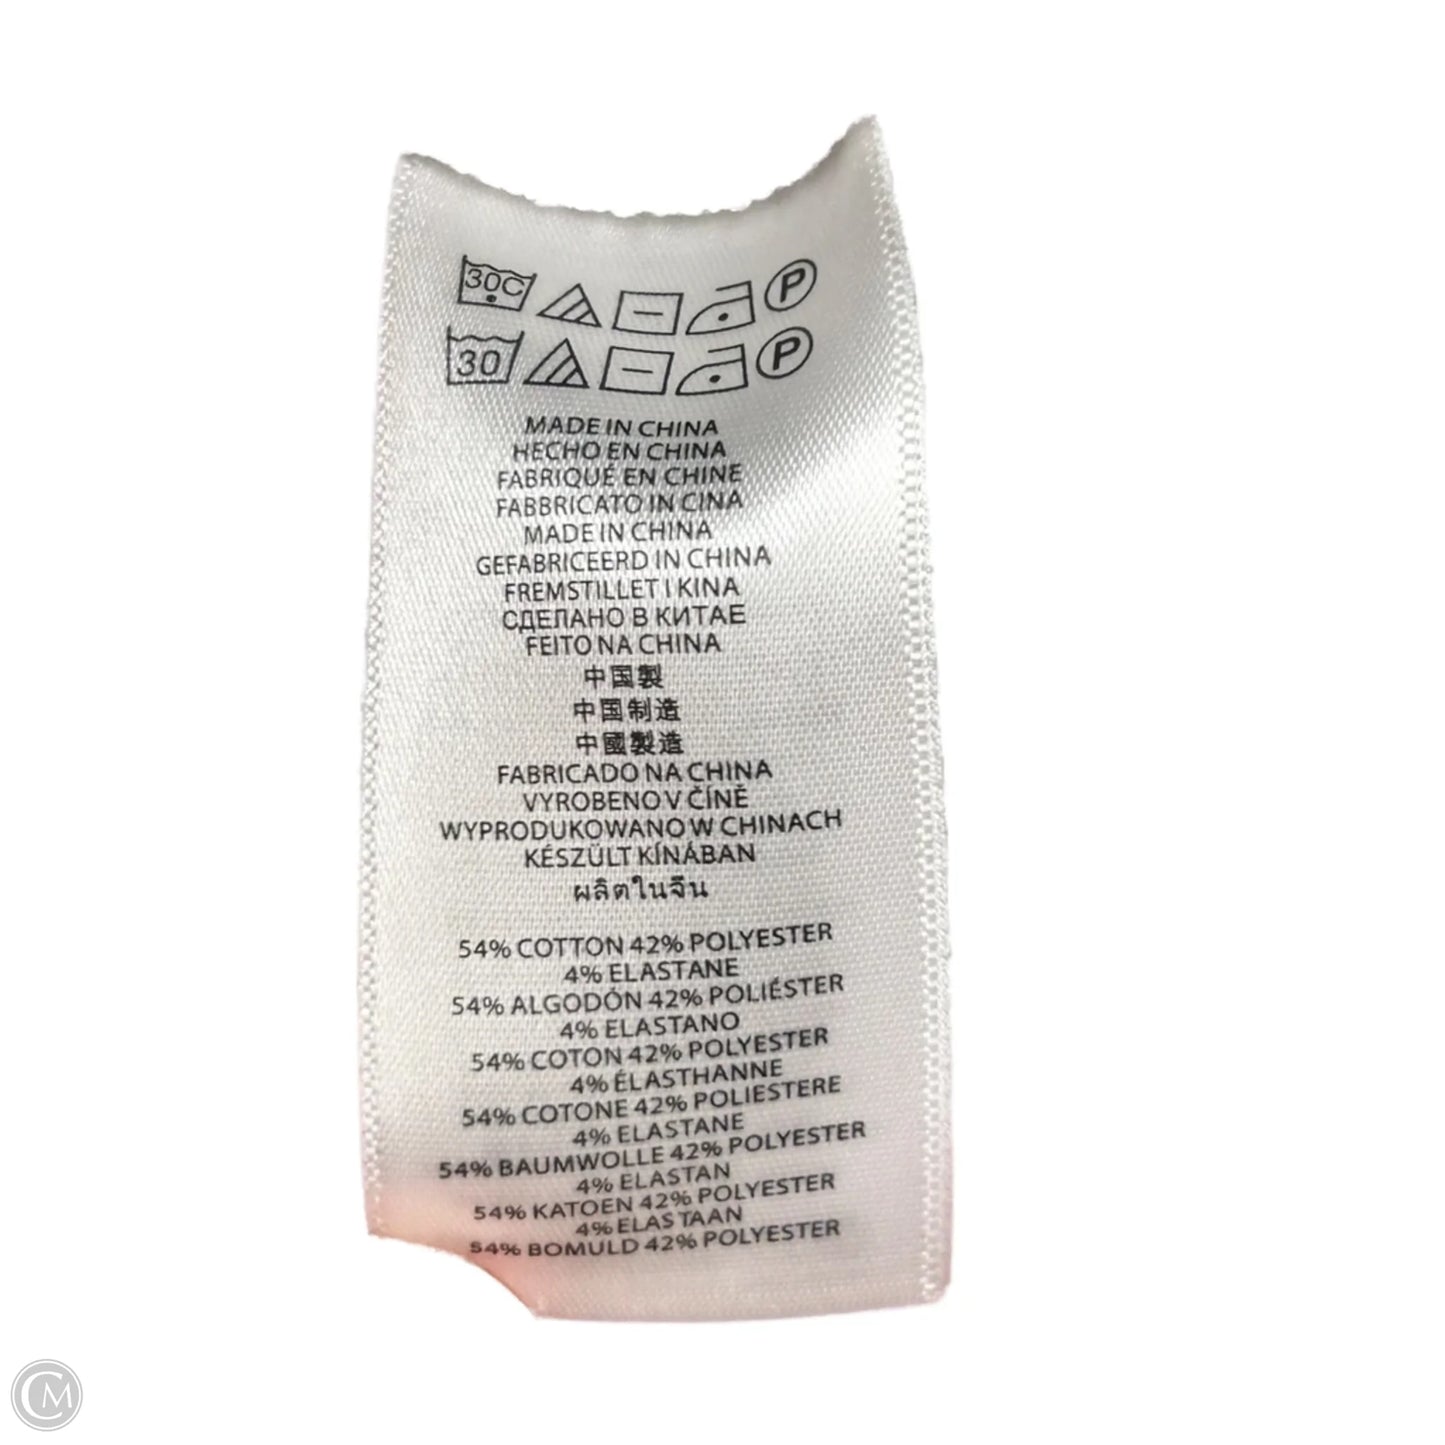 30C P
30 P
MADE IN CHINA
HECHO EN CHINA
FABRIQUÉ EN CHINE
FABBRICATO IN CINA
MADE IN CHINA
GEFABRICEERD IN CHINA
FREMSTILLET I KINA
СДЕЛАНО В КИТАЕ
FEITO NA CHINA
中国製
中国制造
中國製造
FABRICADO NA CHINA
VYROBENO V ČÍNĚ
WYPRODUKOWANO W CHINACH
KÉSZÜLT KÍNÁBAN
ผลิตในจีน
54% COTTON 42% POLYESTER
4% ELASTANE
54% ALGODÓN 42% POLIÉSTER
4% ELASTANO
54% COTON 42% POLYESTER
4% ÉLASTHANNE
54% COTONE 42% POLIESTERE
4% ELASTANE
54% BAUMWOLLE 42% POLYESTER
4% ELASTAN
54% KATOEN 42% POLYESTER
4% ELASTAAN
54% BOMULD 42% POLYESTER
CM